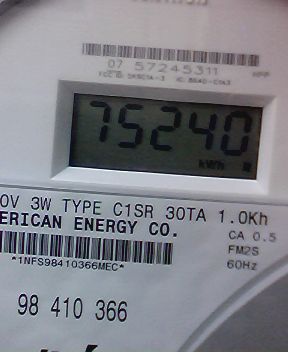 07 57245311
75240
kWh
0V 3W TYPE C1SR 30TA 1.0Kh
ERICAN ENERGY CO.
CA 0.5
FM2S
*1NFS98410366MEC*
60Hz
98 410 366